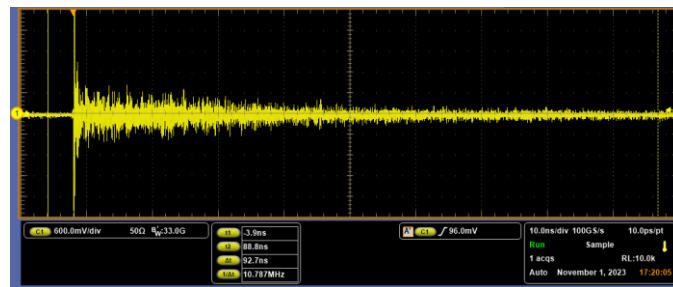 1
C1 600.0mV/div 50Ω BW:33.0G
t1 -3.9ns
t2 88.8ns
Δt 92.7ns
1/Δt 10.787MHz
A' C1 / 96.0mV
10.0ns/div 100GS/s 10.0ps/pt
Run Sample
1 acqs RL:10.0k
Auto November 1, 2023 17:20:05